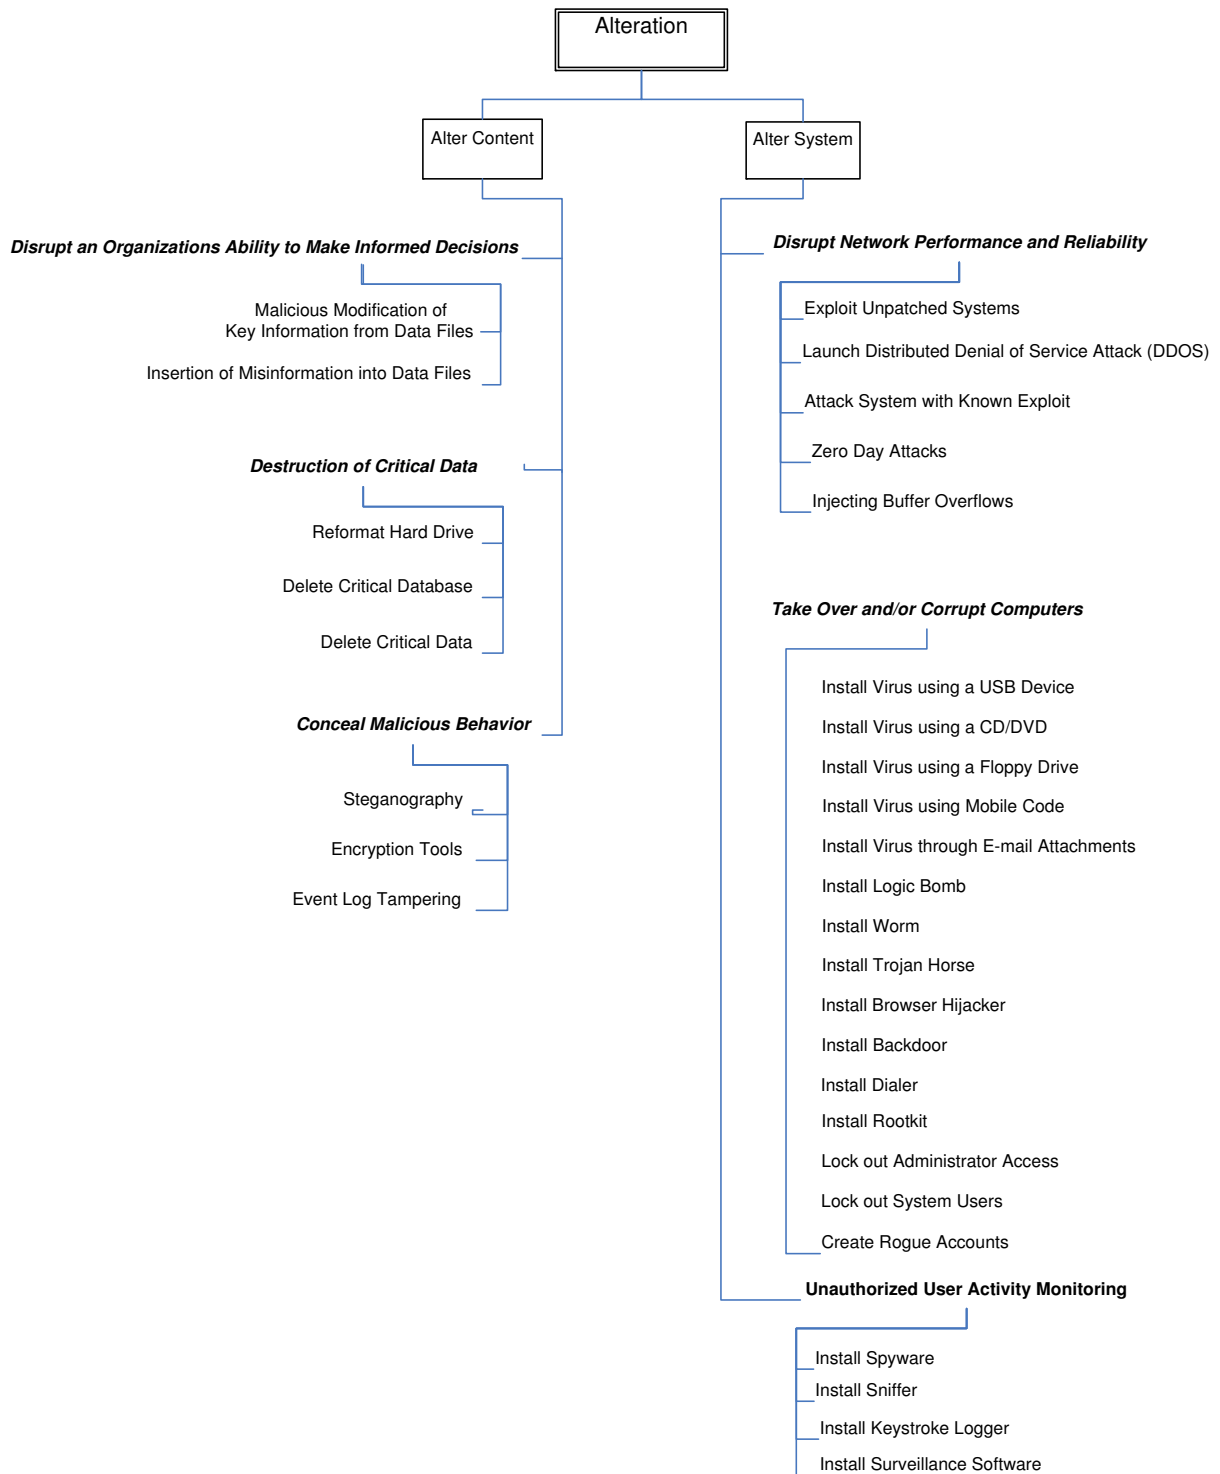 Alteration
Alter Content
Alter System
Disrupt an Organizations Ability to Make Informed Decisions
Malicious Modification of
Key Information from Data Files
Insertion of Misinformation into Data Files
Destruction of Critical Data
Reformat Hard Drive
Delete Critical Database
Delete Critical Data
Conceal Malicious Behavior
Steganography
Encryption Tools
Event Log Tampering
Disrupt Network Performance and Reliability
Exploit Unpatched Systems
Launch Distributed Denial of Service Attack (DDOS)
Attack System with Known Exploit
Zero Day Attacks
Injecting Buffer Overflows
Take Over and/or Corrupt Computers
Install Virus using a USB Device
Install Virus using a CD/DVD
Install Virus using a Floppy Drive
Install Virus using Mobile Code
Install Virus through E-mail Attachments
Install Logic Bomb
Install Worm
Install Trojan Horse
Install Browser Hijacker
Install Backdoor
Install Dialer
Install Rootkit
Lock out Administrator Access
Lock out System Users
Create Rogue Accounts
Unauthorized User Activity Monitoring
Install Spyware
Install Sniffer
Install Keystroke Logger
Install Surveillance Software